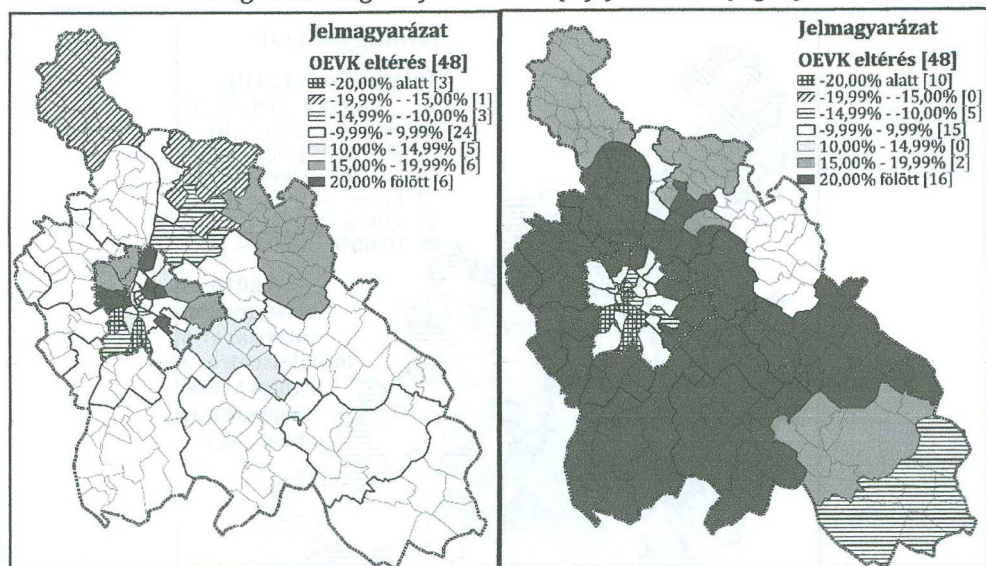 Jelmagyarázat
OEVK eltérés [48]
-20,00% alatt [3]
-19,99% - -15,00% [1]
-14,99% - -10,00% [3]
-9,99% - 9,99% [24]
10,00% - 14,99% [5]
15,00% - 19,99% [6]
20,00% fölött [6]
Jelmagyarázat
OEVK eltérés [48]
-20,00% alatt [10]
-19,99% - -15,00% [0]
-14,99% - -10,00% [5]
-9,99% - 9,99% [15]
10,00% - 14,99% [0]
15,00% - 19,99% [2]
20,00% fölött [16]